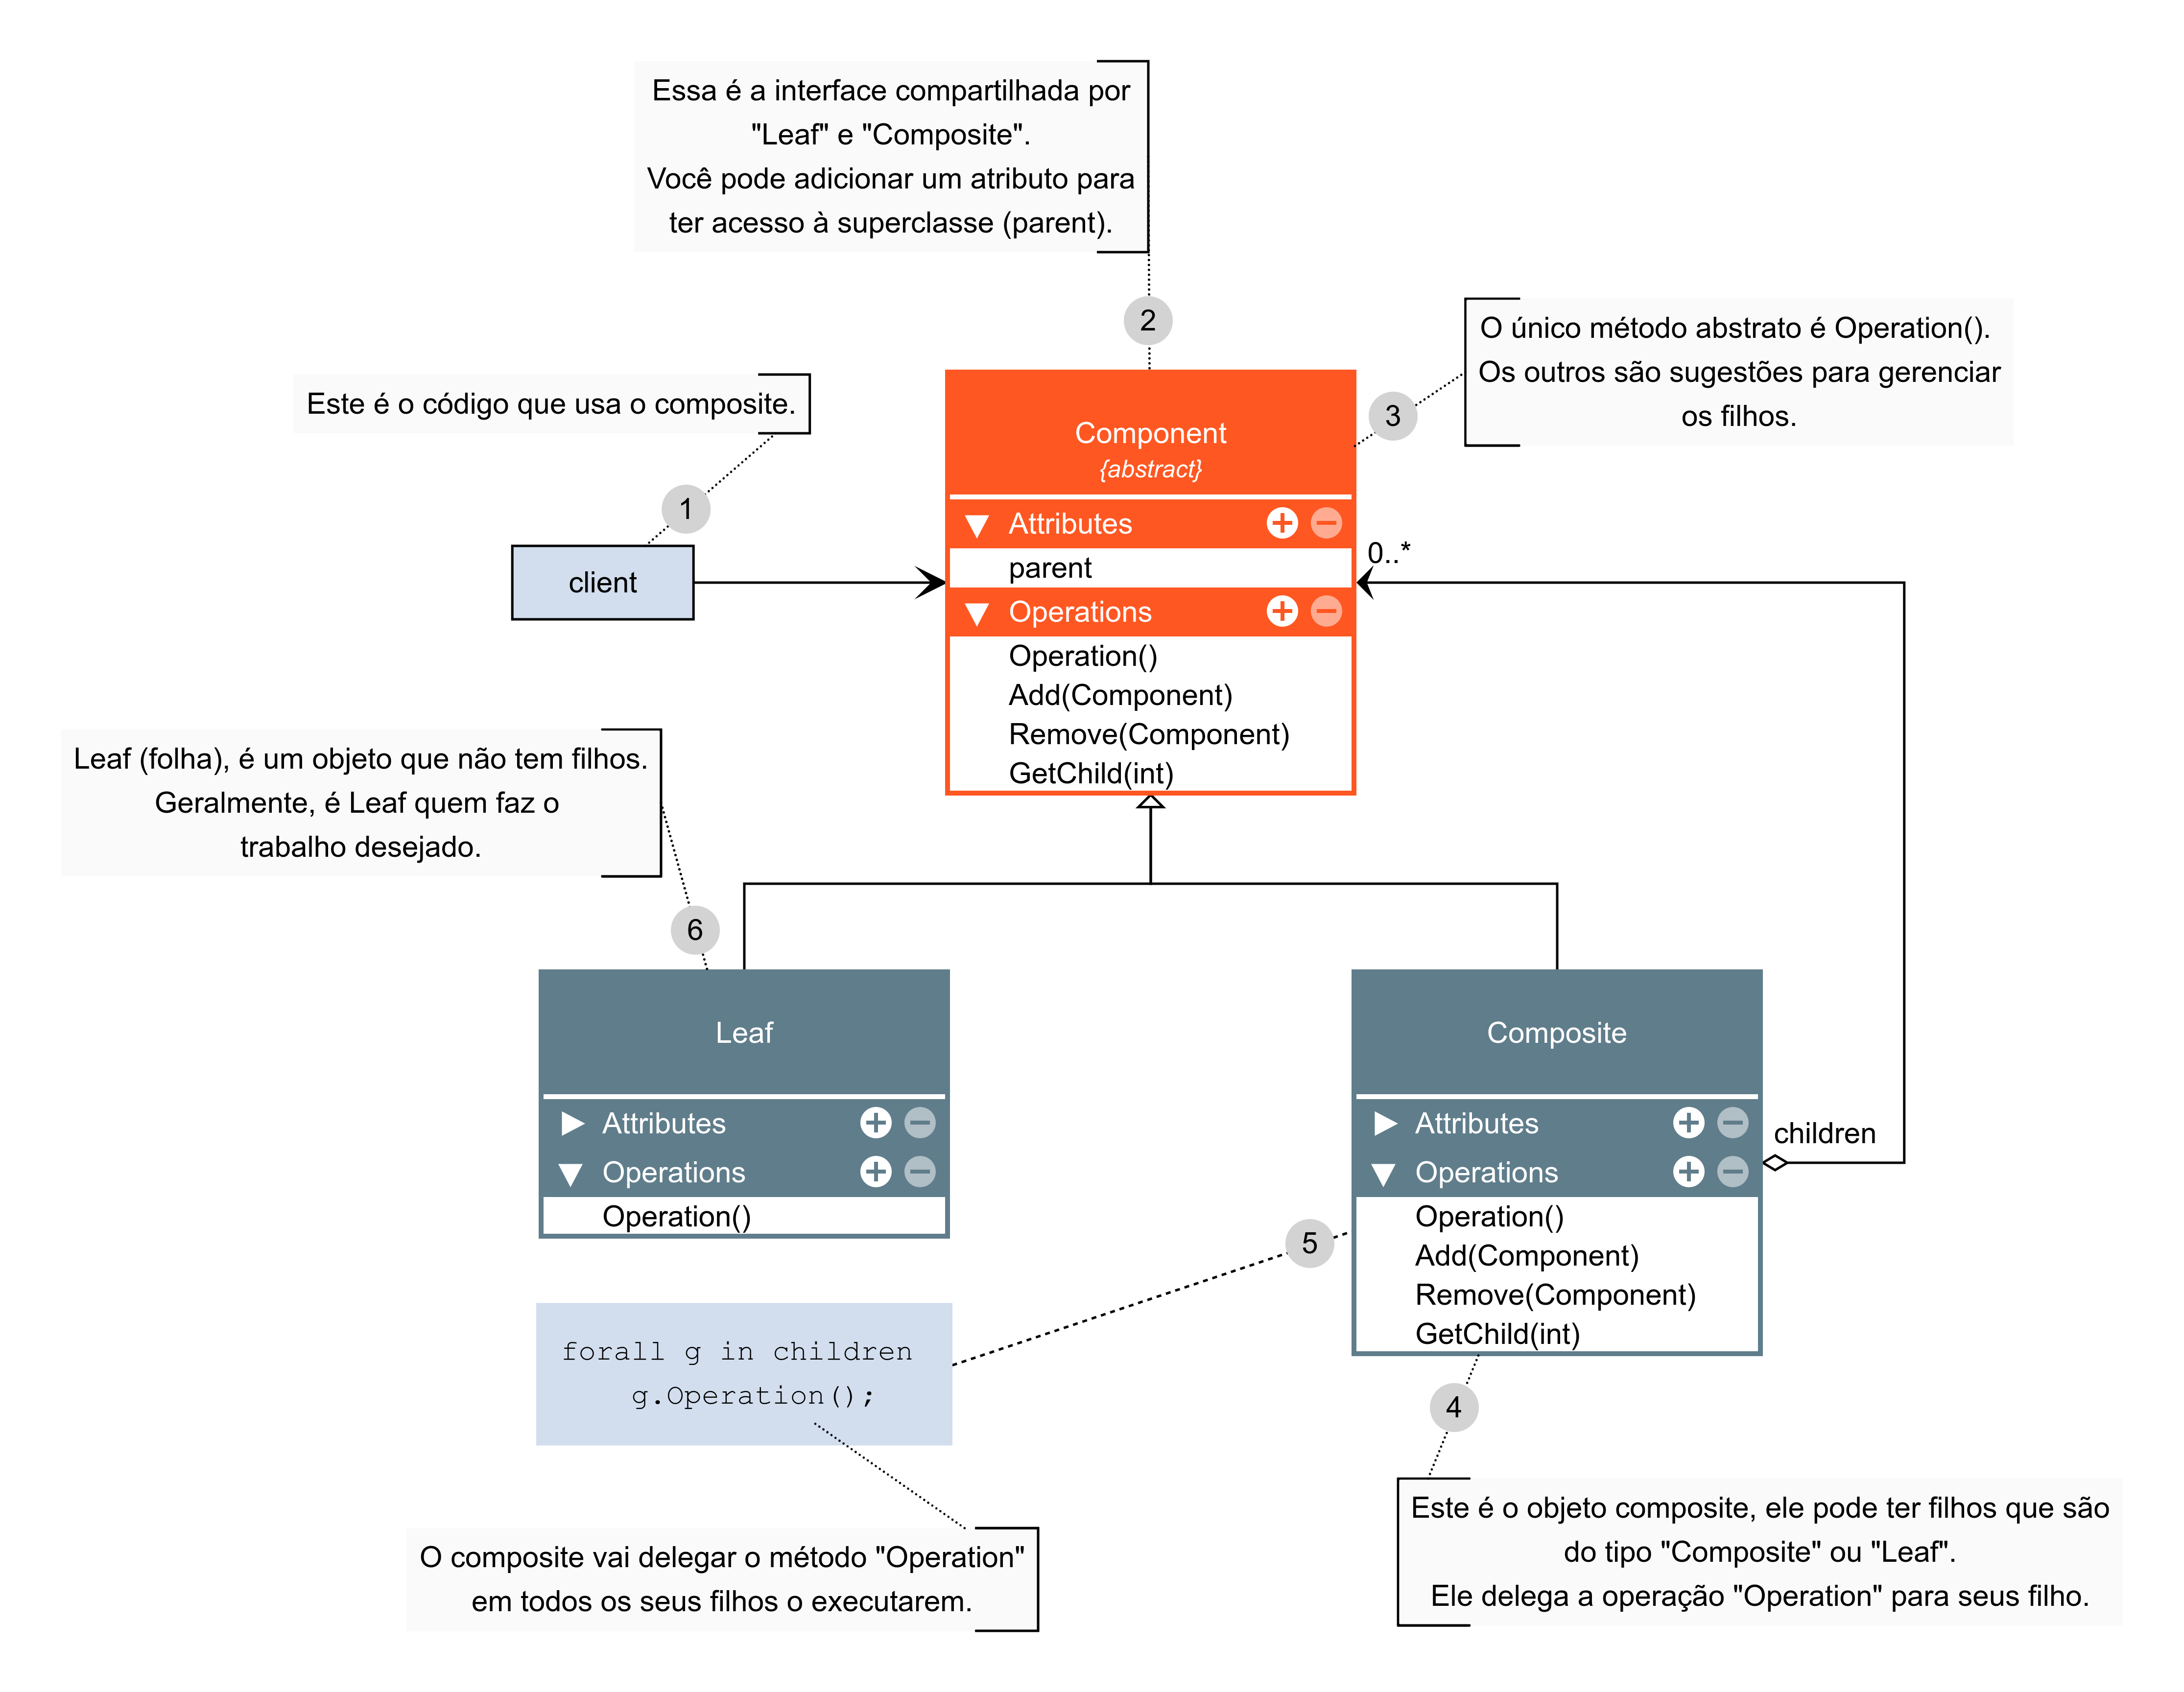 Essa é a interface compartilhada por
"Leaf" e "Composite".
Você pode adicionar um atributo para
ter acesso à superclasse (parent).
2
O único método abstrato é Operation().
Os outros são sugestões para gerenciar
os filhos.
3
Este é o código que usa o composite.
1
client
Component
{abstract}
Attributes
parent
Operations
Operation()
Add(Component)
Remove(Component)
GetChild(int)
0..*
Leaf (folha), é um objeto que não tem filhos.
Geralmente, é Leaf quem faz o
trabalho desejado.
6
Leaf
Attributes
Operations
Operation()
Composite
Attributes
Operations
Operation()
Add(Component)
Remove(Component)
GetChild(int)
children
5
forall g in children
g.Operation();
4
O composite vai delegar o método "Operation"
em todos os seus filhos o executarem.
Este é o objeto composite, ele pode ter filhos que são
do tipo "Composite" ou "Leaf".
Ele delega a operação "Operation" para seus filho.